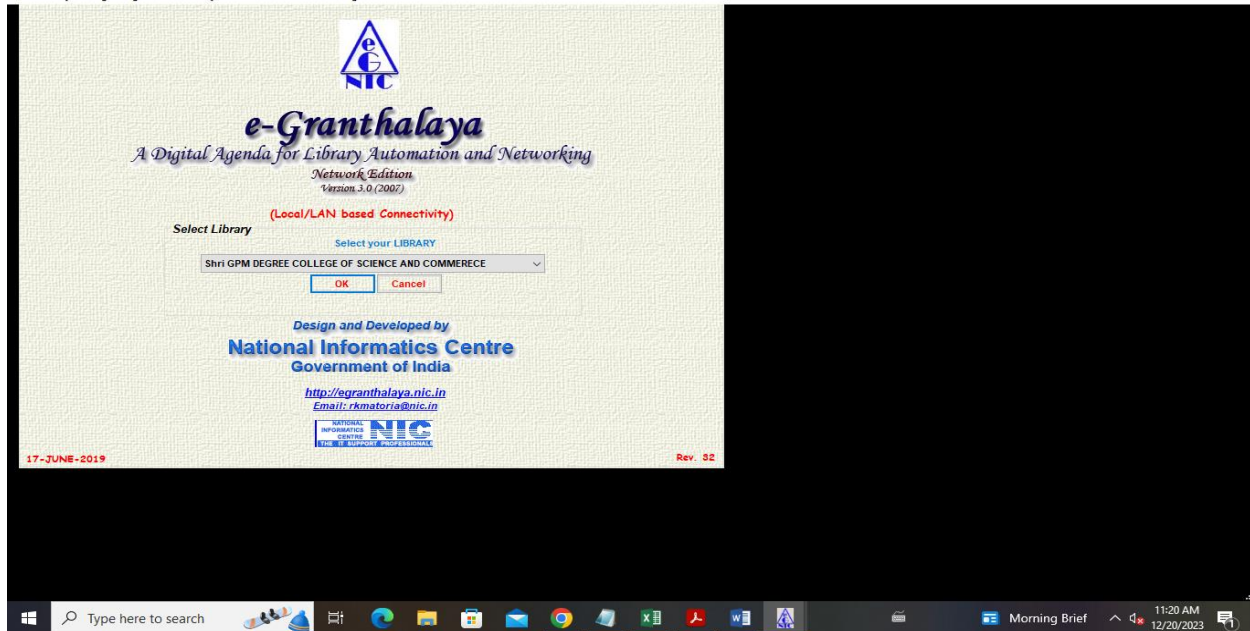 e
G
NIC
e-Granthalaya
A Digital Agenda for Library Automation and Networking
Network Edition
Version 3.0 (2007)
(Local/LAN based Connectivity)
Select Library
Select your LIBRARY
Shri GPM DEGREE COLLEGE OF SCIENCE AND COMMERECE
OK Cancel
Design and Developed by
National Informatics Centre
Government of India
http://egranthalaya.nic.in
Email: rkmatoria@nic.in
NATIONAL
INFORMATICS
CENTRE
NIC
THE IT SUPPORT PROFESSIONALS
17-JUNE-2019 Rev. 32
Type here to search Morning Brief 11:20 AM
12/20/2023